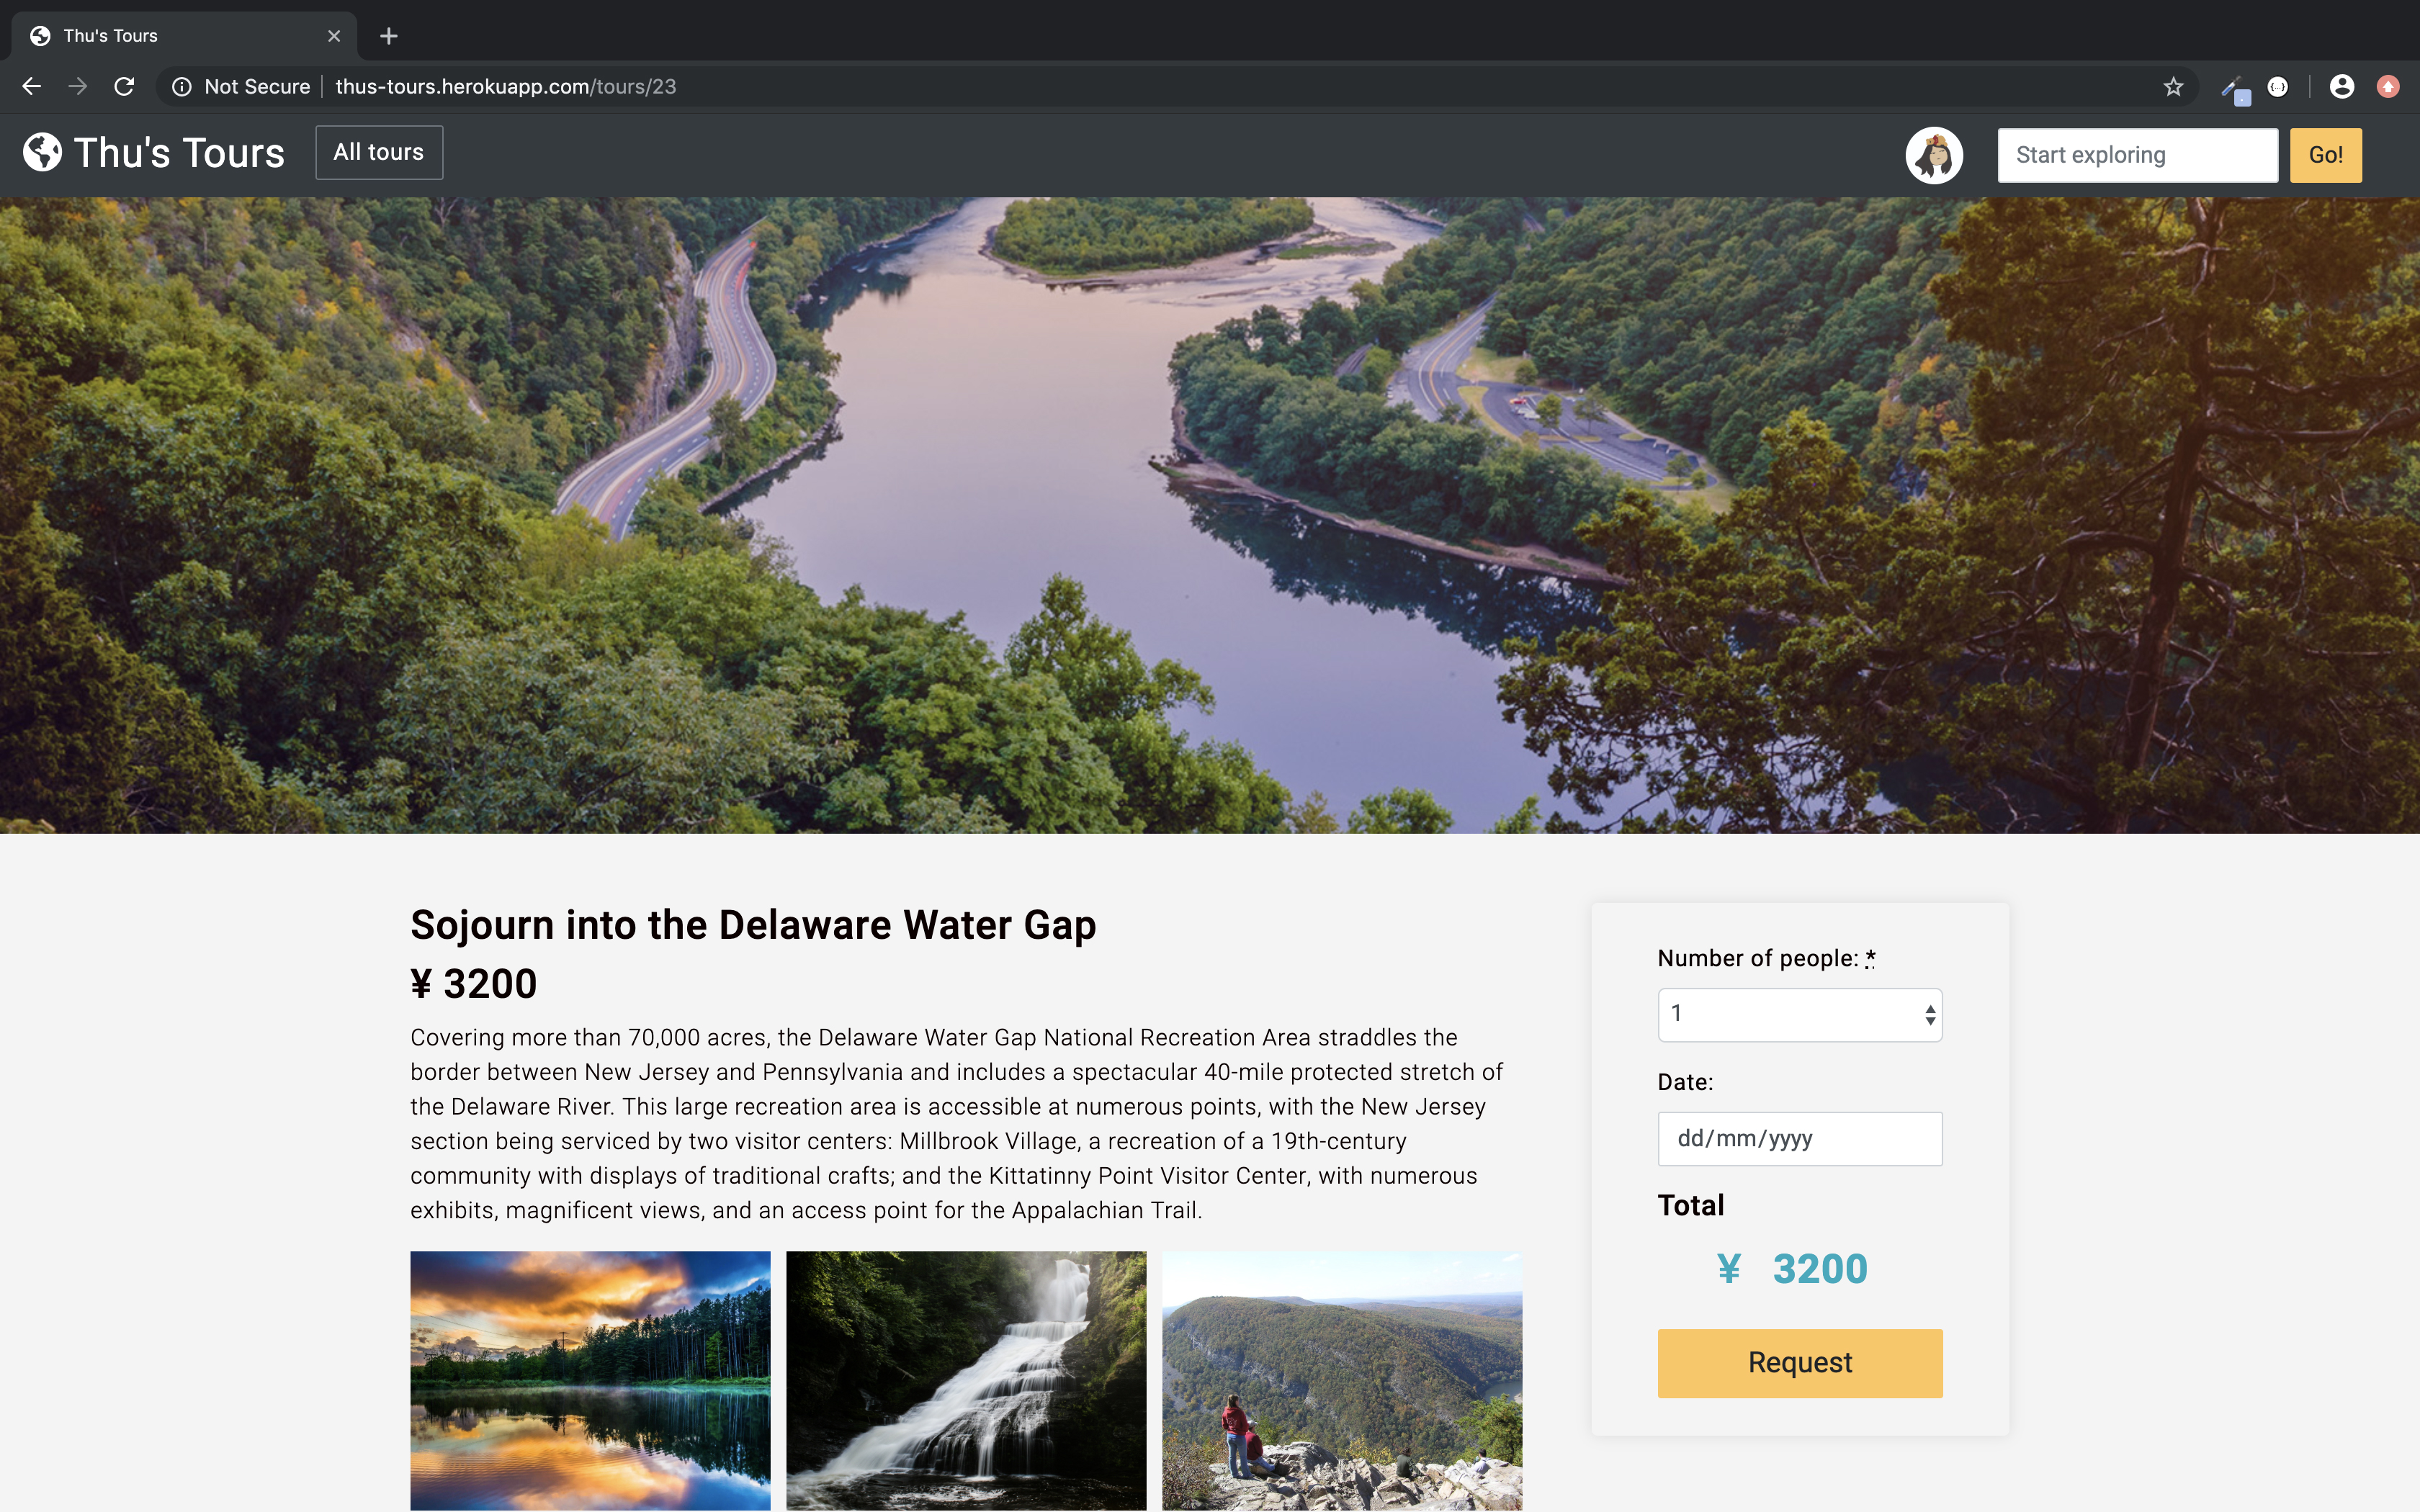 Thu's Tours
Not Secure thus-tours.herokuapp.com/tours/23
Thu's Tours All tours Start exploring Go!
Sojourn into the Delaware Water Gap
¥ 3200
Covering more than 70,000 acres, the Delaware Water Gap National Recreation Area straddles the
border between New Jersey and Pennsylvania and includes a spectacular 40-mile protected stretch of
the Delaware River. This large recreation area is accessible at numerous points, with the New Jersey
section being serviced by two visitor centers: Millbrook Village, a recreation of a 19th-century
community with displays of traditional crafts; and the Kittatinny Point Visitor Center, with numerous
exhibits, magnificent views, and an access point for the Appalachian Trail.
Number of people: *
1
Date:
dd/mm/yyyy
Total
¥ 3200
Request